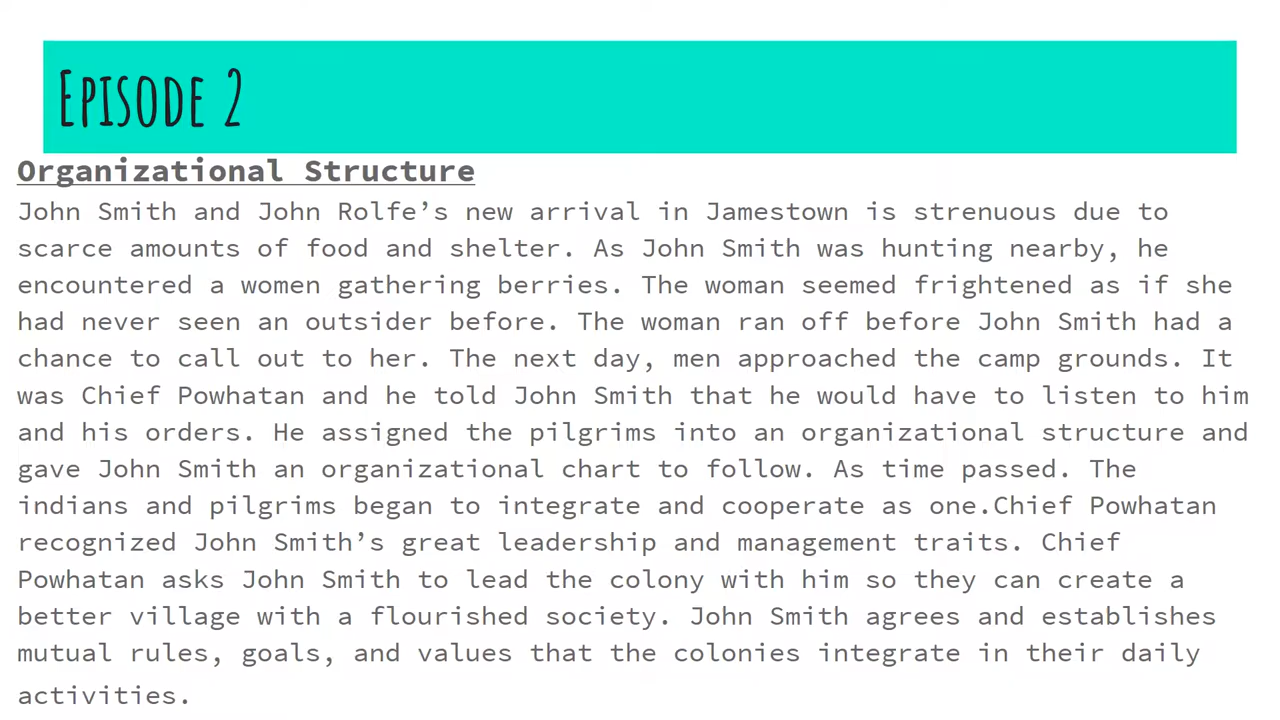 Episode 2
Organizational Structure
John Smith and John Rolfe’s new arrival in Jamestown is strenuous due to
scarce amounts of food and shelter. As John Smith was hunting nearby, he
encountered a women gathering berries. The woman seemed frightened as if she
had never seen an outsider before. The woman ran off before John Smith had a
chance to call out to her. The next day, men approached the camp grounds. It
was Chief Powhatan and he told John Smith that he would have to listen to him
and his orders. He assigned the pilgrims into an organizational structure and
gave John Smith an organizational chart to follow. As time passed. The
indians and pilgrims began to integrate and cooperate as one.Chief Powhatan
recognized John Smith’s great leadership and management traits. Chief
Powhatan asks John Smith to lead the colony with him so they can create a
better village with a flourished society. John Smith agrees and establishes
mutual rules, goals, and values that the colonies integrate in their daily
activities.